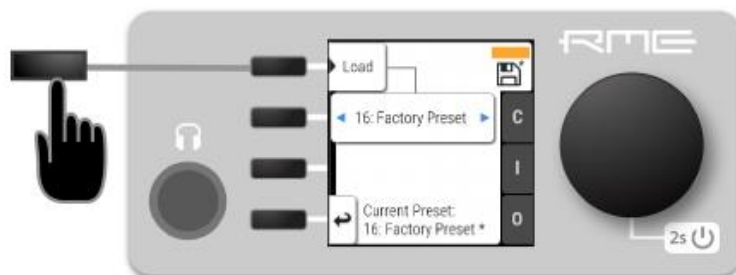 RME
Load
16: Factory Preset
C
I
O
Current Preset:
16: Factory Preset *
2s